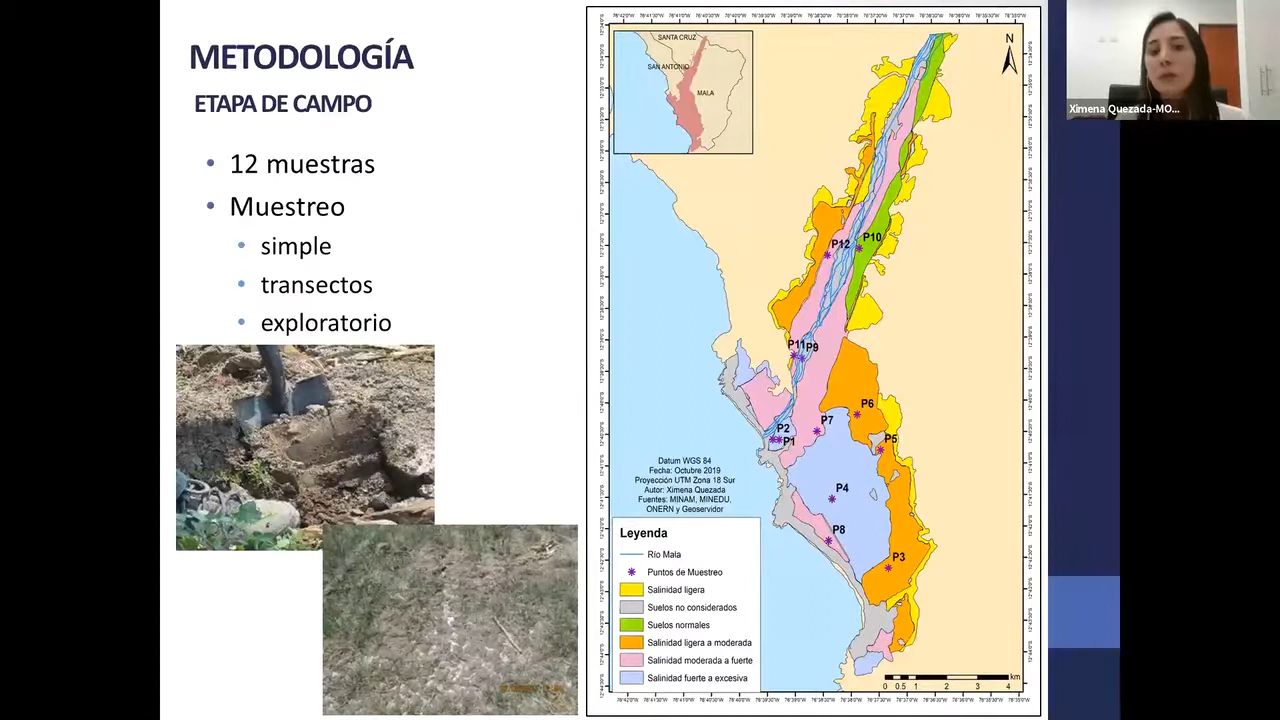 METODOLOGÍA
ETAPA DE CAMPO
• 12 muestras
• Muestreo
• simple
• transectos
• exploratorio
SANTA CRUZ
SAN ANTONIO
MALA
N
P12
P10
P11
P9
P6
P7
P2
P1
P5
P4
P8
P3
Datum WGS 84
Fecha: Octubre 2019
Proyección UTM Zona 18 Sur
Autor: Ximena Quezada
Fuentes: MINAM, MINEDU,
ONERN y Geoservidor
Leyenda
Río Mala
Puntos de Muestreo
Salinidad ligera
Suelos no considerados
Suelos normales
Salinidad ligera a moderada
Salinidad moderada a fuerte
Salinidad fuerte a excesiva
km
0 0.5 1 2 3 4
Ximena Quezada-MO...